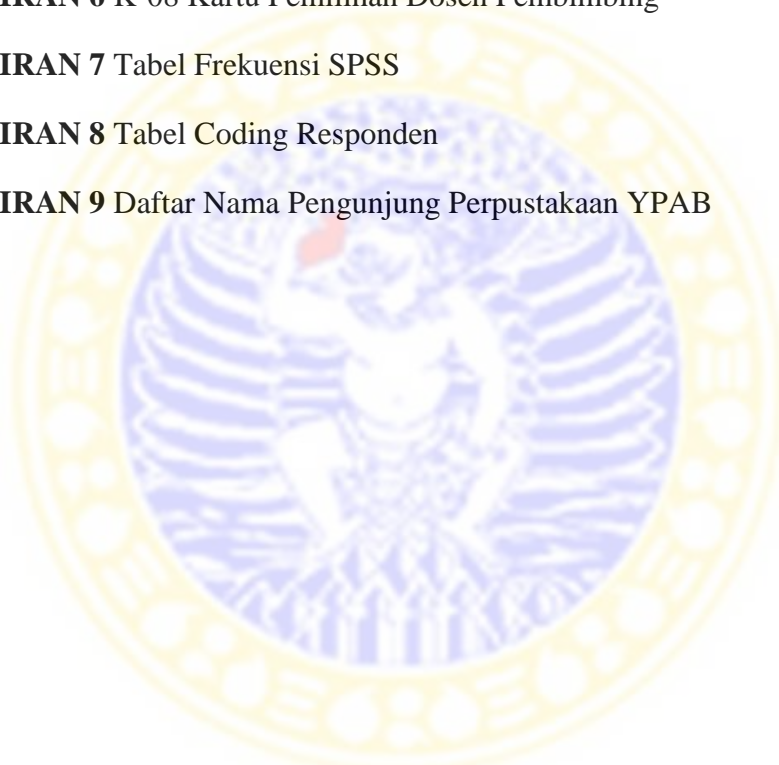 IRAN 6 K-08 Kartu Pemilihan Dosen Pembimbing
IRAN 7 Tabel Frekuensi SPSS
IRAN 8 Tabel Coding Responden
IRAN 9 Daftar Nama Pengunjung Perpustakaan YPAB